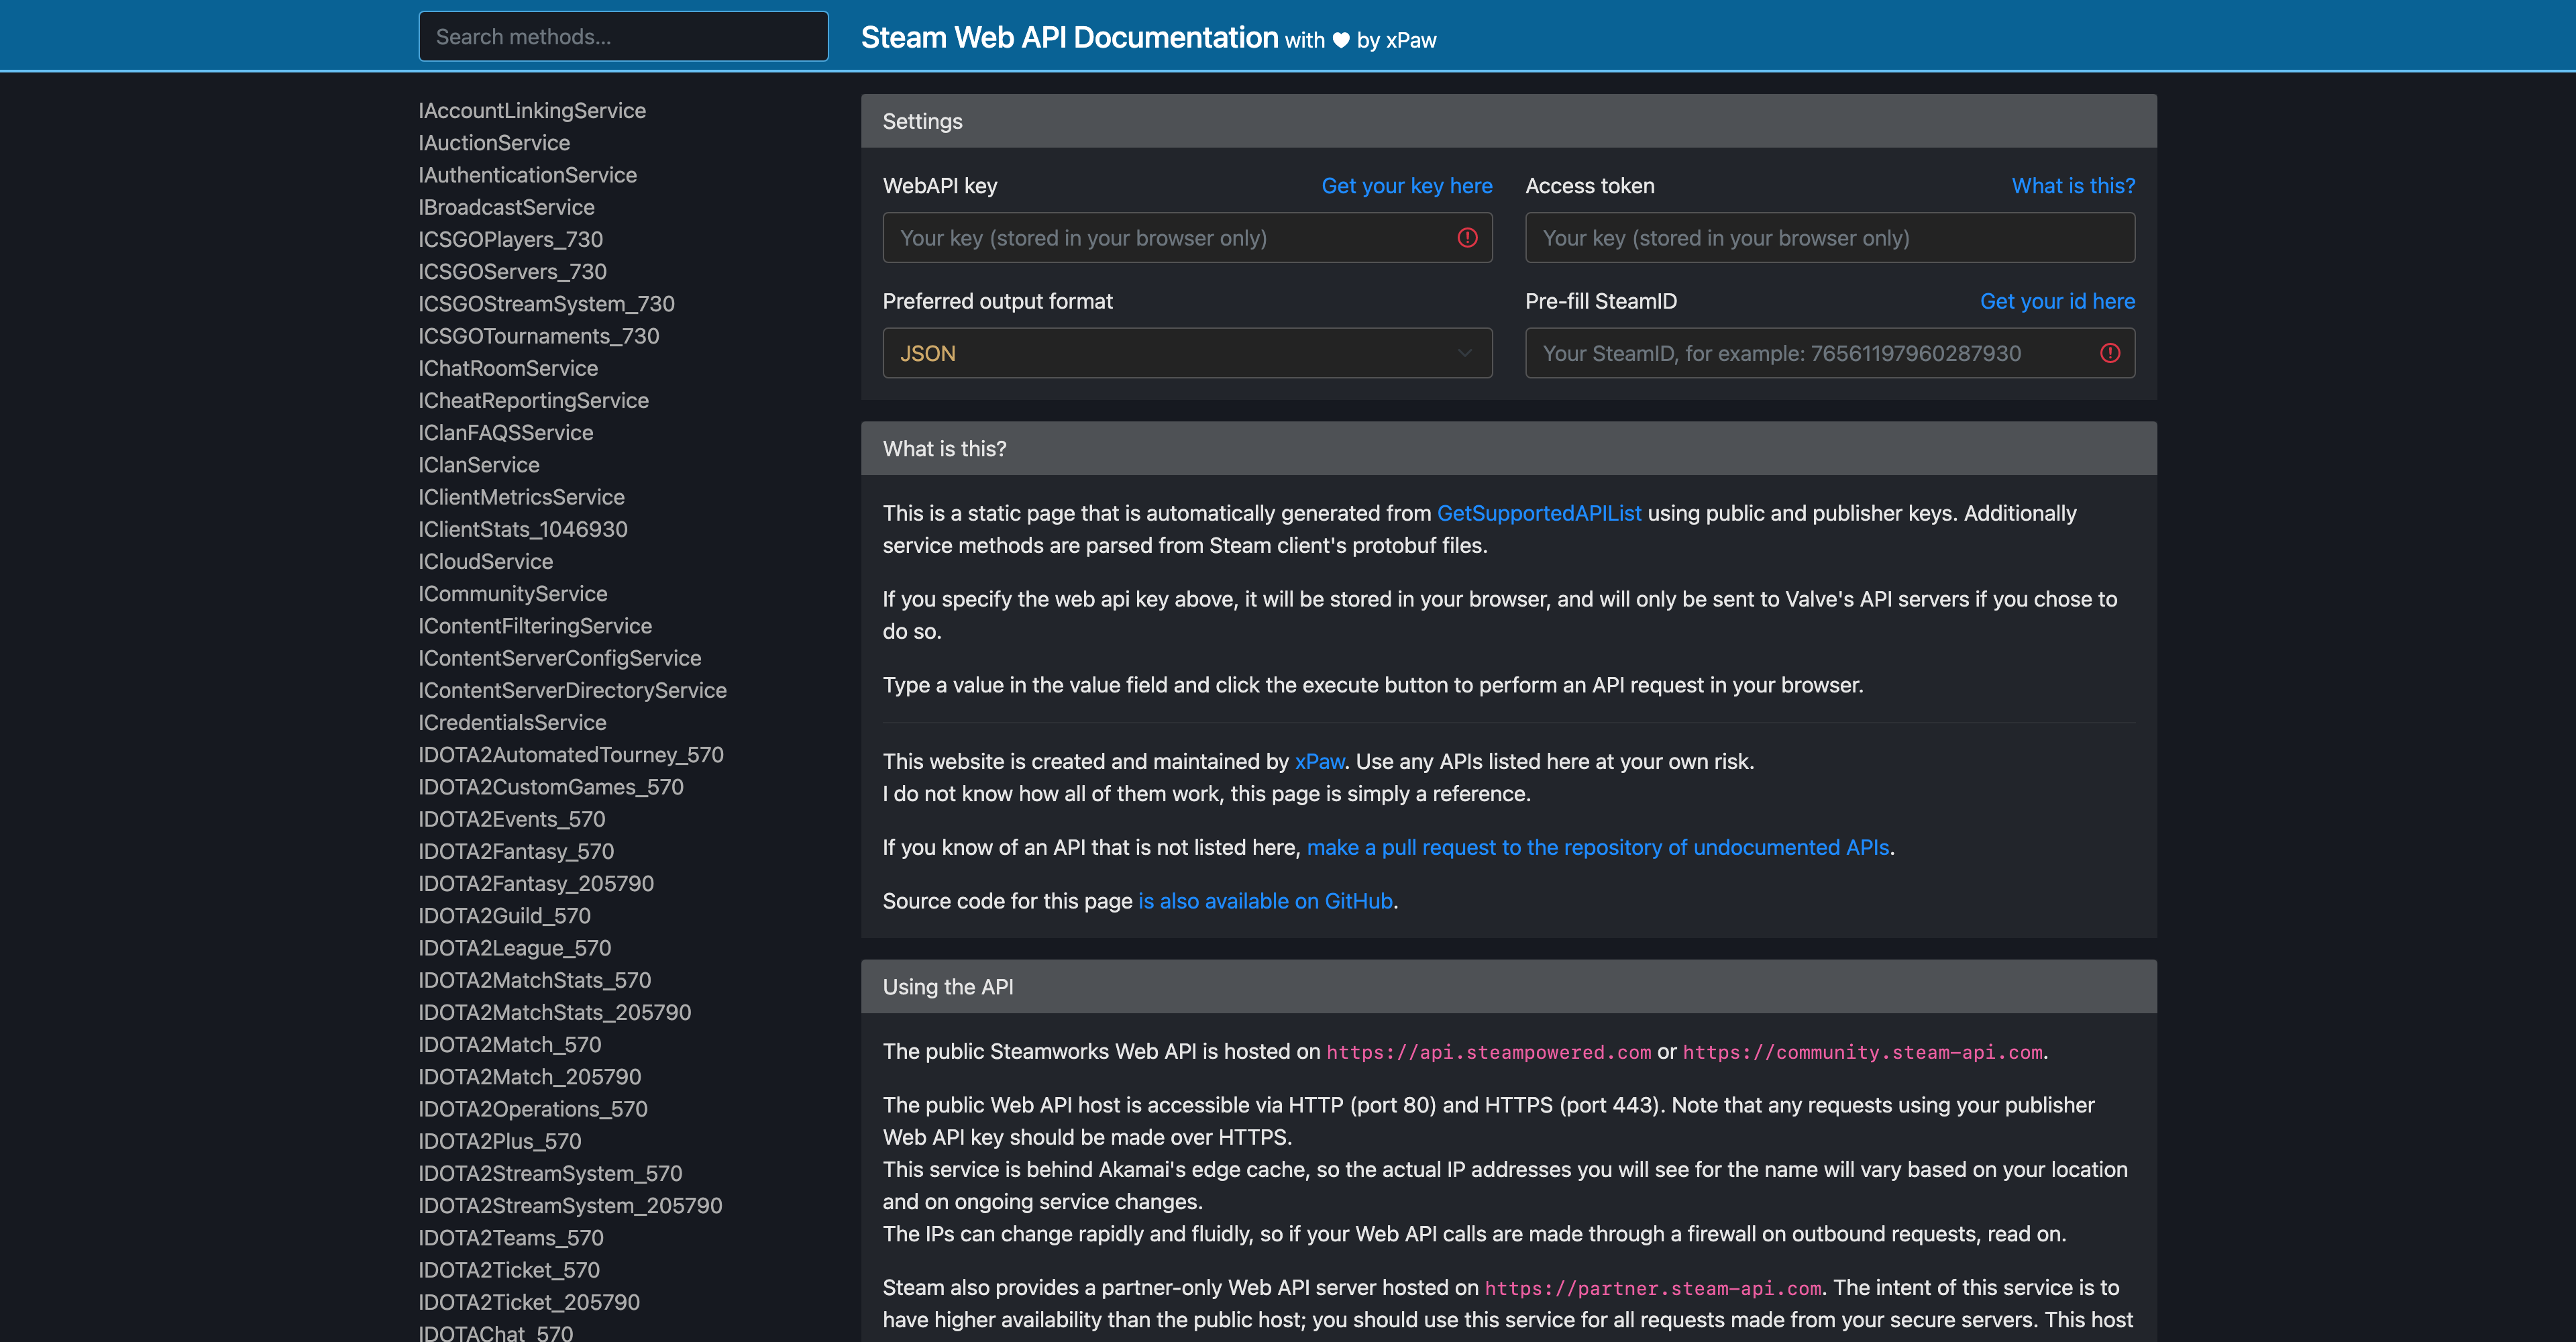 Search methods...
Steam Web API Documentation with ♥ by xPaw
IAccountLinkingService
IAuctionService
IAuthenticationService
IBroadcastService
ICSGOPlayers_730
ICSGOServers_730
ICSGOStreamSystem_730
ICSGOTournaments_730
IChatRoomService
ICheatReportingService
IClanFAQSService
IClanService
IClientMetricsService
IClientStats_1046930
ICloudService
ICommunityService
IContentFilteringService
IContentServerConfigService
IContentServerDirectoryService
ICredentialsService
IDOTA2AutomatedTourney_570
IDOTA2CustomGames_570
IDOTA2Events_570
IDOTA2Fantasy_570
IDOTA2Fantasy_205790
IDOTA2Guild_570
IDOTA2League_570
IDOTA2MatchStats_570
IDOTA2MatchStats_205790
IDOTA2Match_570
IDOTA2Match_205790
IDOTA2Operations_570
IDOTA2Plus_570
IDOTA2StreamSystem_570
IDOTA2StreamSystem_205790
IDOTA2Teams_570
IDOTA2Ticket_570
IDOTA2Ticket_205790
IDOTAChat_570
Settings
WebAPI key Get your key here
Your key (stored in your browser only)
Access token What is this?
Your key (stored in your browser only)
Preferred output format
JSON
Pre-fill SteamID Get your id here
Your SteamID, for example: 76561197960287930
What is this?
This is a static page that is automatically generated from GetSupportedAPIList using public and publisher keys. Additionally
service methods are parsed from Steam client's protobuf files.
If you specify the web api key above, it will be stored in your browser, and will only be sent to Valve's API servers if you chose to
do so.
Type a value in the value field and click the execute button to perform an API request in your browser.
This website is created and maintained by xPaw. Use any APIs listed here at your own risk.
I do not know how all of them work, this page is simply a reference.
If you know of an API that is not listed here, make a pull request to the repository of undocumented APIs.
Source code for this page is also available on GitHub.
Using the API
The public Steamworks Web API is hosted on https://api.steampowered.com or https://community.steam-api.com.
The public Web API host is accessible via HTTP (port 80) and HTTPS (port 443). Note that any requests using your publisher
Web API key should be made over HTTPS.
This service is behind Akamai's edge cache, so the actual IP addresses you will see for the name will vary based on your location
and on ongoing service changes.
The IPs can change rapidly and fluidly, so if your Web API calls are made through a firewall on outbound requests, read on.
Steam also provides a partner-only Web API server hosted on https://partner.steam-api.com. The intent of this service is to
have higher availability than the public host; you should use this service for all requests made from your secure servers. This host